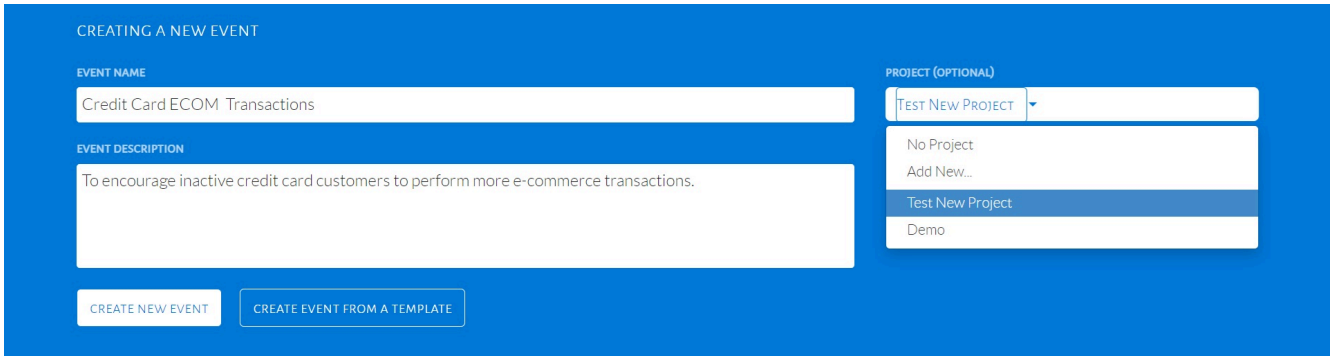 CREATING A NEW EVENT
EVENT NAME
Credit Card ECOM  Transactions
EVENT DESCRIPTION
To encourage inactive credit card customers to perform more e-commerce transactions.
CREATE NEW EVENT
CREATE EVENT FROM A TEMPLATE
PROJECT (OPTIONAL)
TEST NEW PROJECT
No Project
Add New...
Test New Project
Demo